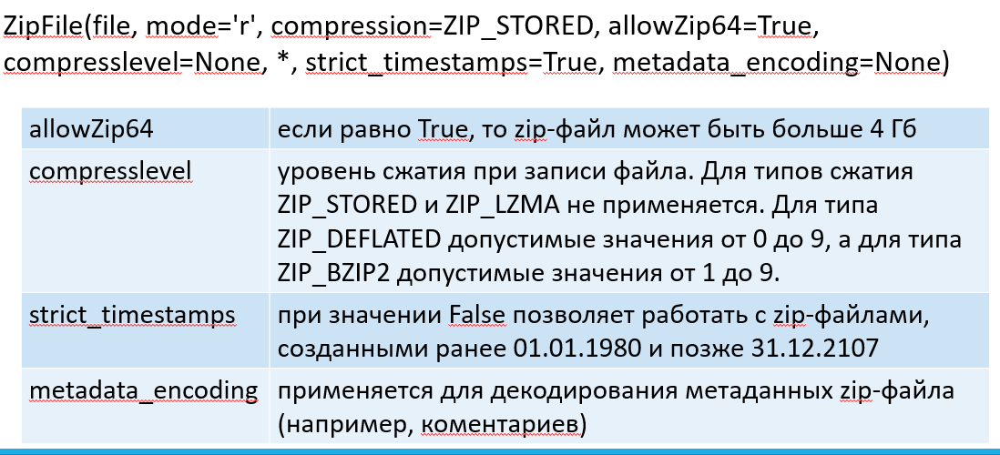 ZipFile(file, mode='r', compression=ZIP_STORED, allowZip64=True,
compresslevel=None, *, strict_timestamps=True, metadata_encoding=None)
allowZip64
если равно True, то zip-файл может быть больше 4 Гб
compresslevel
уровень сжатия при записи файла. Для типов сжатия
ZIP_STORED и ZIP_LZMA не применяется. Для типа
ZIP_DEFLATED допустимые значения от 0 до 9, а для типа
ZIP_BZIP2 допустимые значения от 1 до 9.
strict_timestamps
при значении False позволяет работать с zip-файлами,
созданными ранее 01.01.1980 и позже 31.12.2107
metadata_encoding
применяется для декодирования метаданных zip-файла
(например, коментариев)